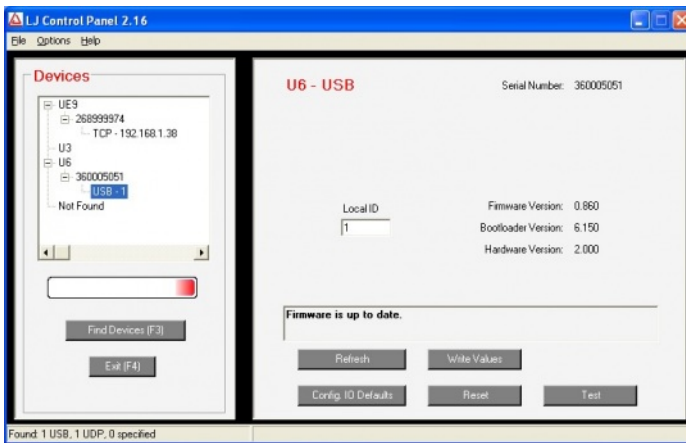 LJ Control Panel 2.16
File Options Help
Devices
UE9
268999974
TCP - 192.168.1.38
U3
U6
360005051
USB - 1
Not Found
Find Devices (F3)
Exit (F4)
U6 - USB
Serial Number: 360005051
Local ID
1
Firmware Version: 0.860
Bootloader Version: 6.150
Hardware Version: 2.000
Firmware is up to date.
Refresh Write Values
Config. IO Defaults Reset Test
Found: 1 USB, 1 UDP, 0 specified